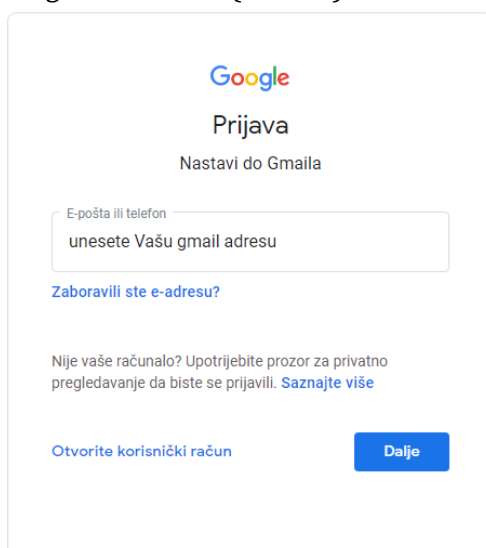 Google
Prijava
Nastavi do Gmaila
E-pošta ili telefon
unesete Vašu gmail adresu
Zaboravili ste e-adresu?
Nije vaše računalo? Upotrijebite prozor za privatno
pregledavanje da biste se prijavili. Saznajte više
Otvorite korisnički račun
Dalje